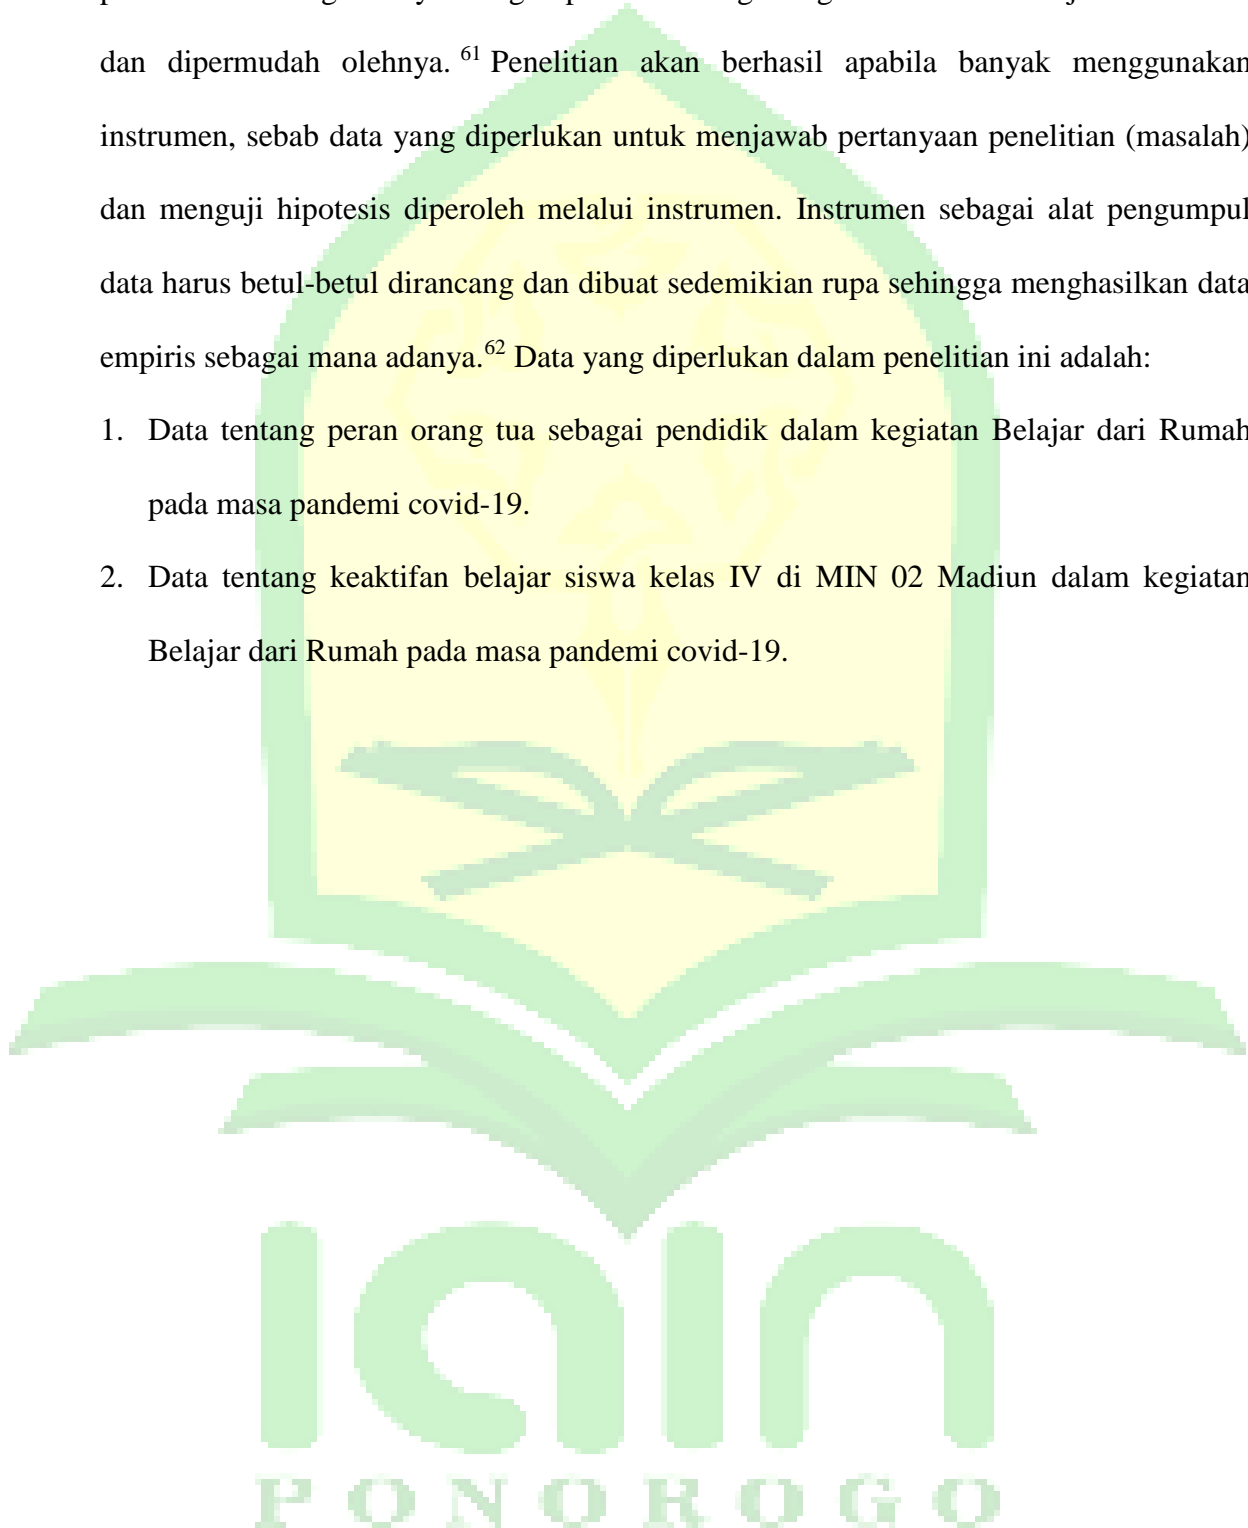 dan dipermudah olehnya. 61 Penelitian akan berhasil apabila banyak menggunakan
instrumen, sebab data yang diperlukan untuk menjawab pertanyaan penelitian (masalah)
dan menguji hipotesis diperoleh melalui instrumen. Instrumen sebagai alat pengumpul
data harus betul-betul dirancang dan dibuat sedemikian rupa sehingga menghasilkan data
empiris sebagai mana adanya.62 Data yang diperlukan dalam penelitian ini adalah:
1. Data tentang peran orang tua sebagai pendidik dalam kegiatan Belajar dari Rumah
pada masa pandemi covid-19.
2. Data tentang keaktifan belajar siswa kelas IV di MIN 02 Madiun dalam kegiatan
Belajar dari Rumah pada masa pandemi covid-19.
iain
PONOROGO